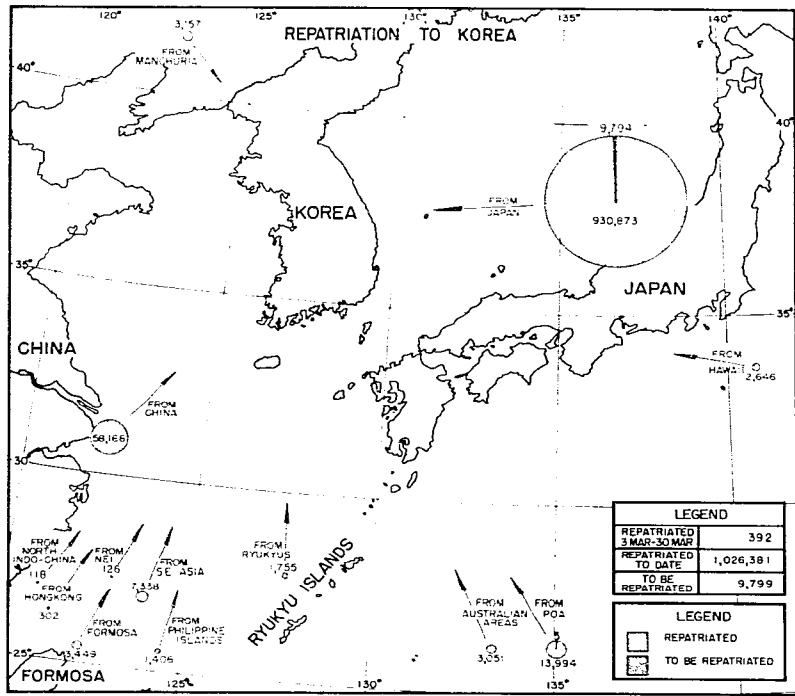 120° 125° 130° 135° 140°
REPATRIATION TO KOREA
3,157
FROM
MANCHURIA
40°
40°
9,794
930,873
FROM
JAPAN
KOREA
35°
JAPAN
35°
CHINA
FROM
HAWAII
2,646
FROM
CHINA
58,166
30
FROM
NORTH
INDO-CHINA
118
FROM
NEI
126
FROM
SE ASIA
7,338
FROM
RYUKYUS
1,755
FROM
HONGKONG
302
FROM
FORMOSA
3,449
FROM
PHILIPPINE
ISLANDS
1,406
RYUKYU ISLANDS
FROM
AUSTRALIAN
AREAS
3,051
FROM
POA
5
13,994
25°
FORMOSA
125° 130° 135°
LEGEND
REPATRIATED
3 MAR-30 MAR 392
REPATRIATED
TO DATE 1,026,381
TO BE
REPATRIATED 9,799
LEGEND
REPATRIATED
TO BE REPATRIATED